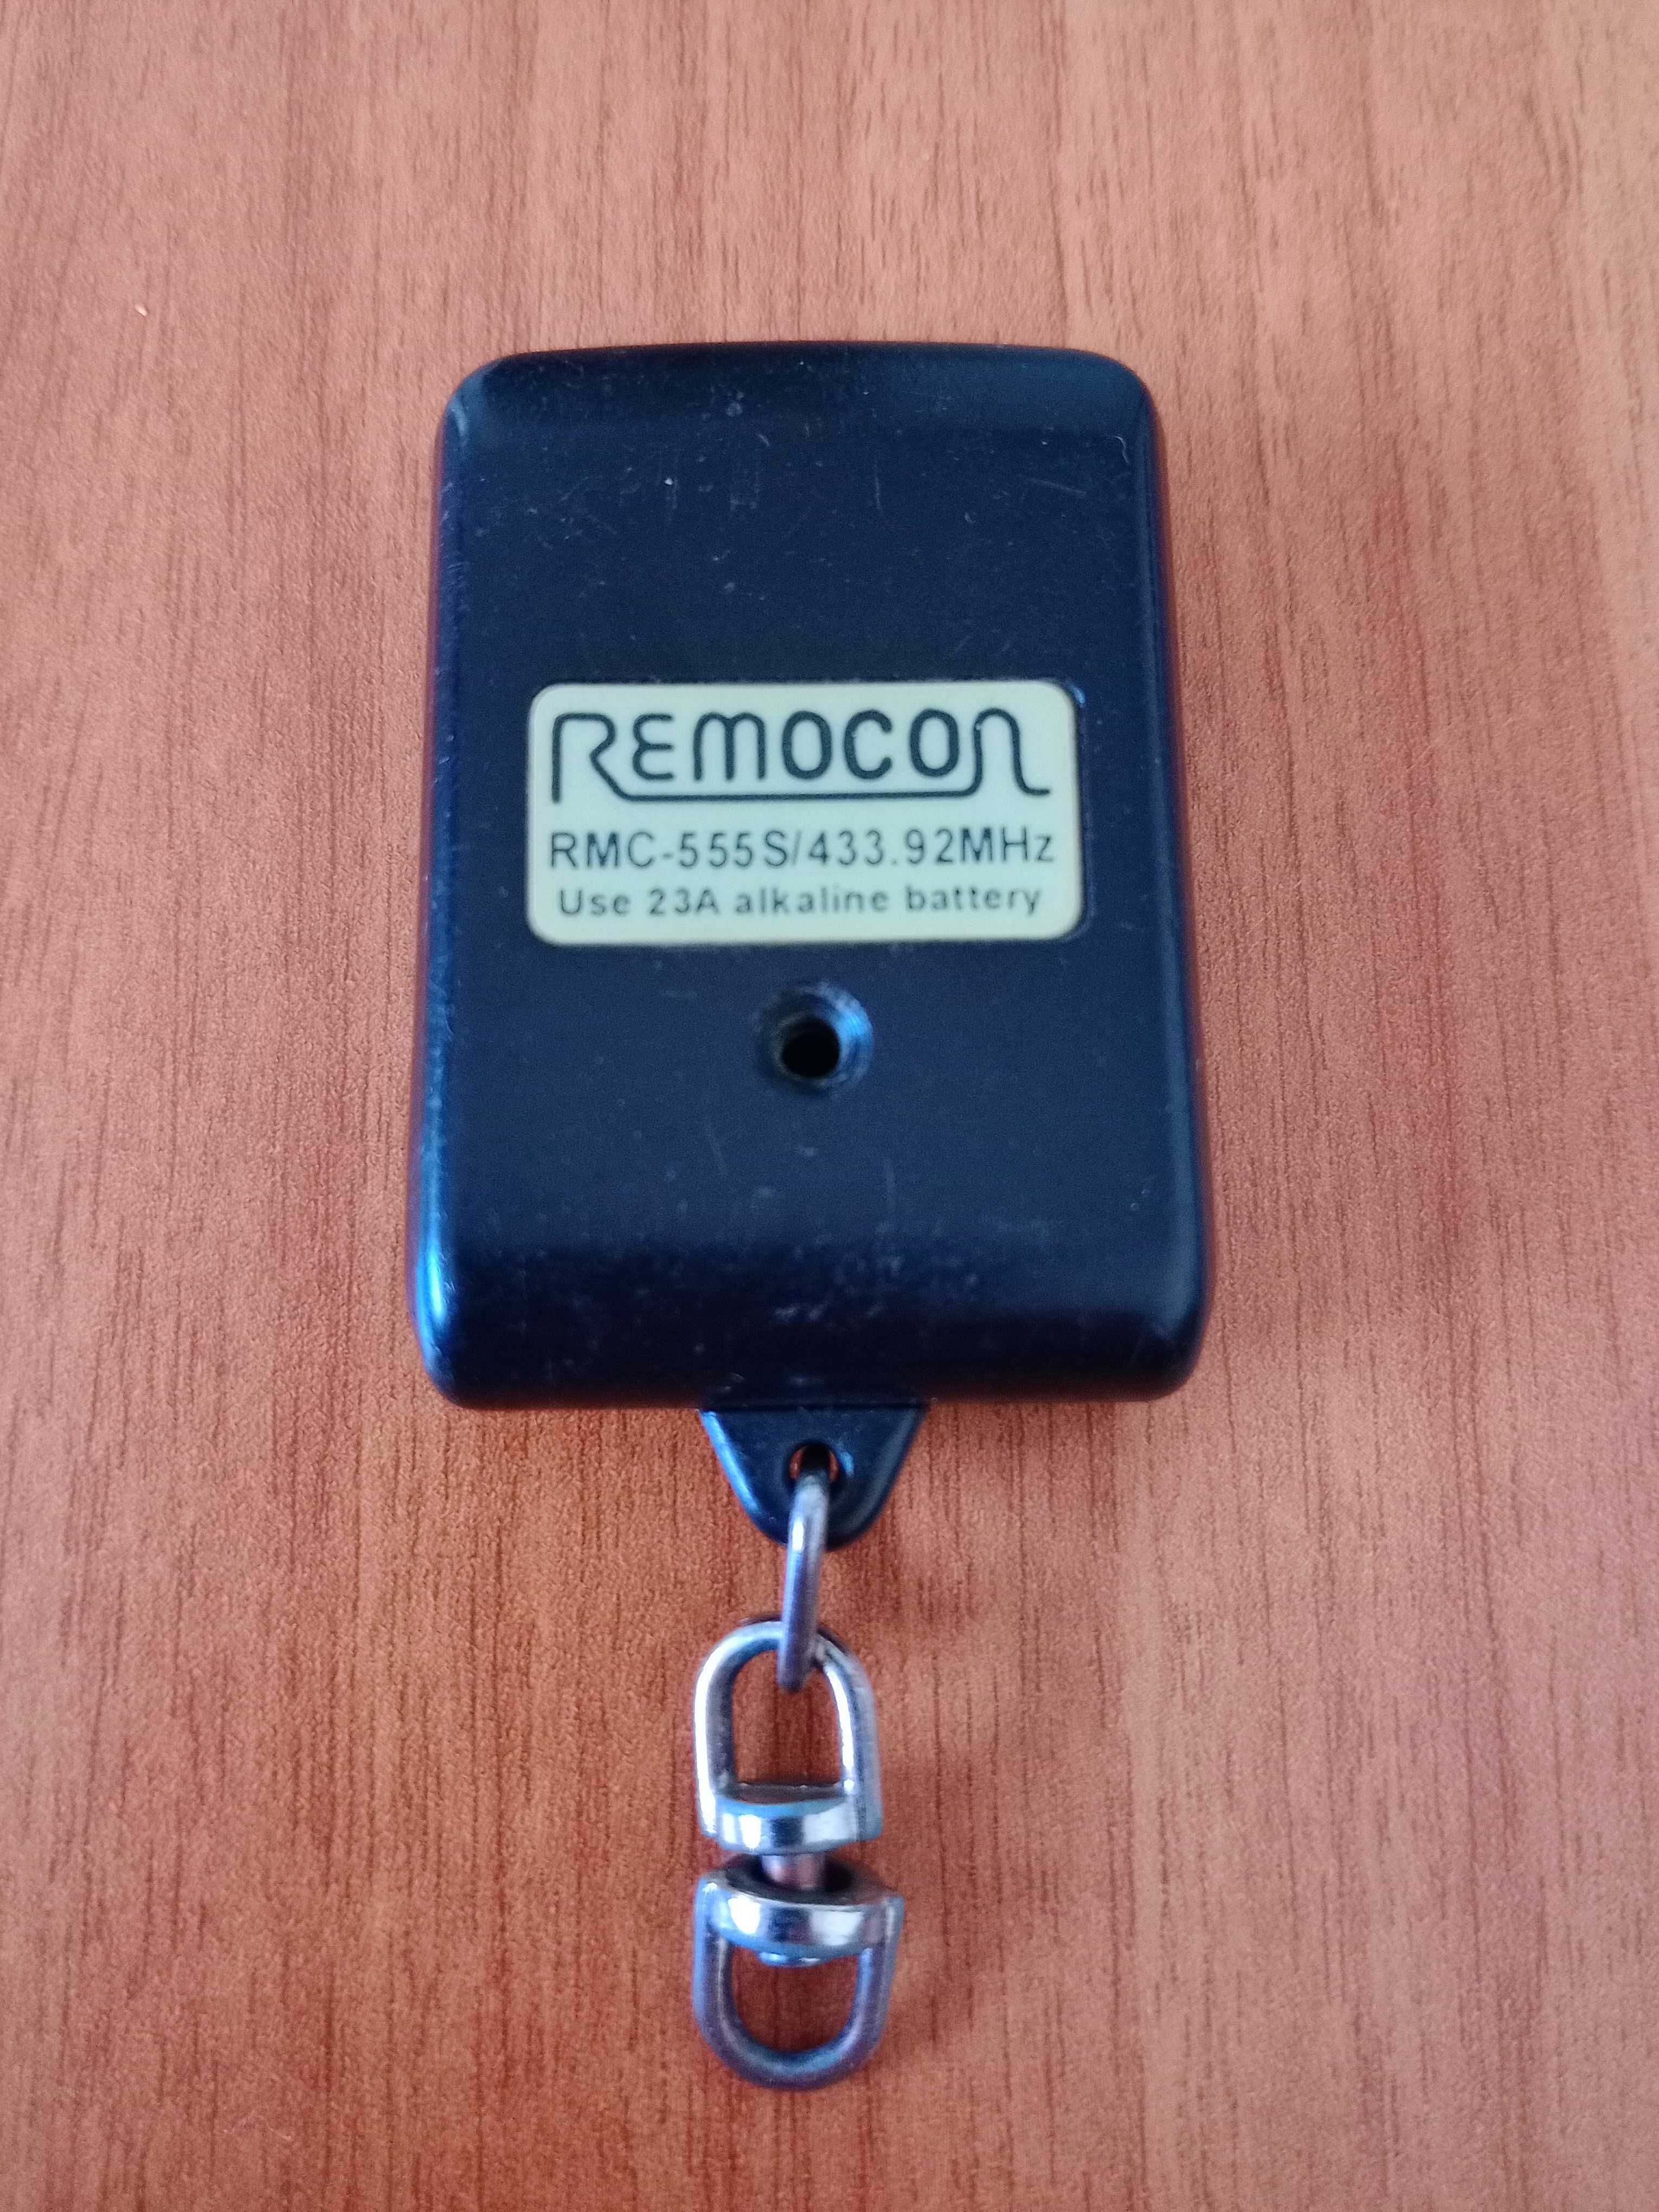 REMOCON
RMC-555S/433.92MHz
Use 23A alkaline battery